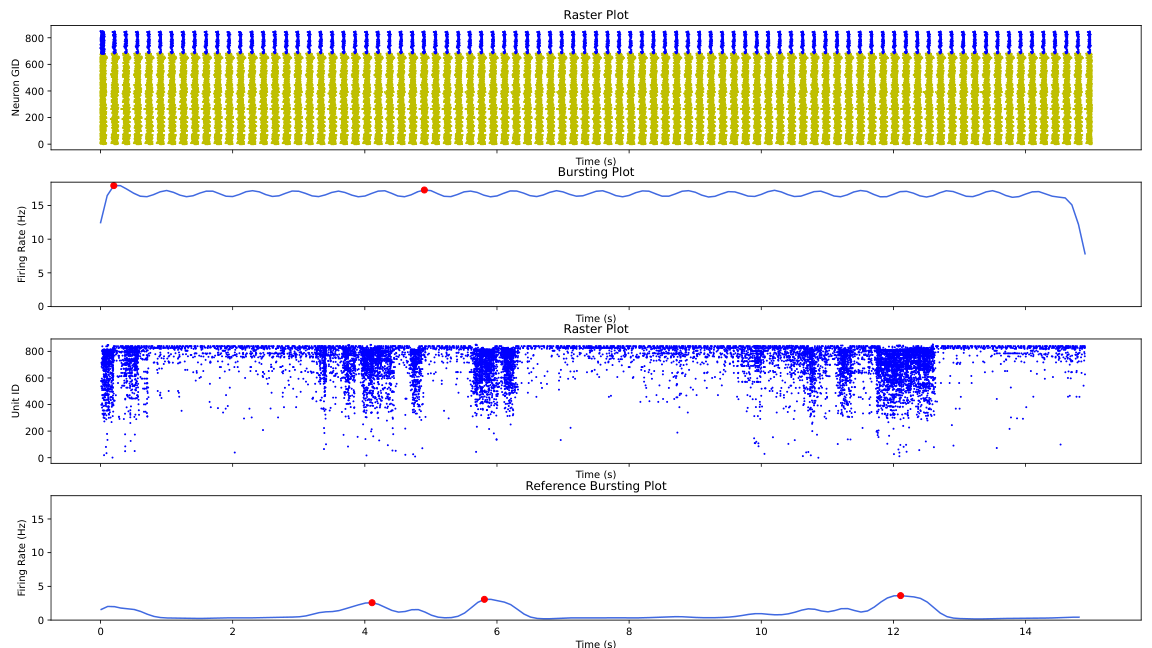 Raster Plot
Neuron GID
800
600
400
200
0
Time (s)
Bursting Plot
Firing Rate (Hz)
15
10
5
0
Time (s)
Raster Plot
Unit ID
800
600
400
200
0
Time (s)
Reference Bursting Plot
Firing Rate (Hz)
15
10
5
0
0 2 4 6 8 10 12 14
Time (s)